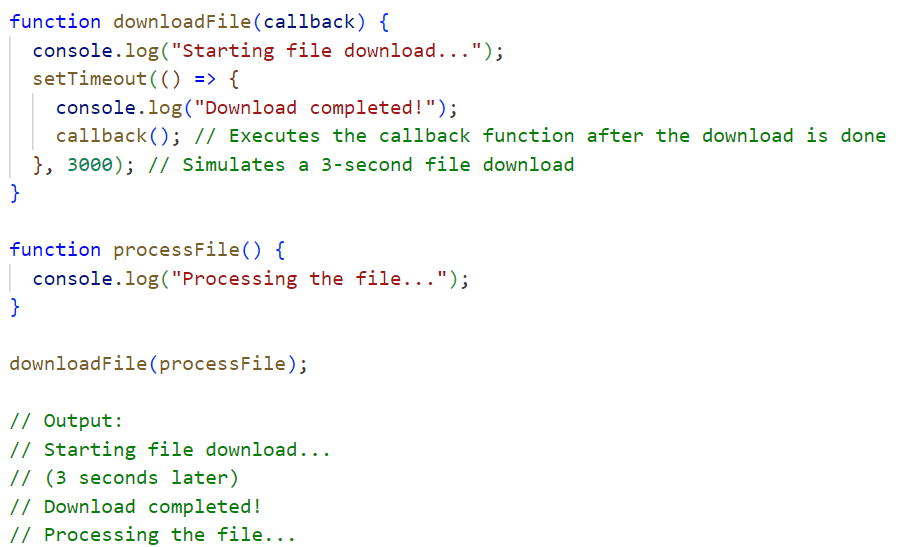 function downloadFile(callback) {
  console.log("Starting file download...");
  setTimeout(() => {
    console.log("Download completed!");
    callback(); // Executes the callback function after the download is done
  }, 3000); // Simulates a 3-second file download
}

function processFile() {
  console.log("Processing the file...");
}

downloadFile(processFile);

// Output:
// Starting file download...
// (3 seconds later)
// Download completed!
// Processing the file...